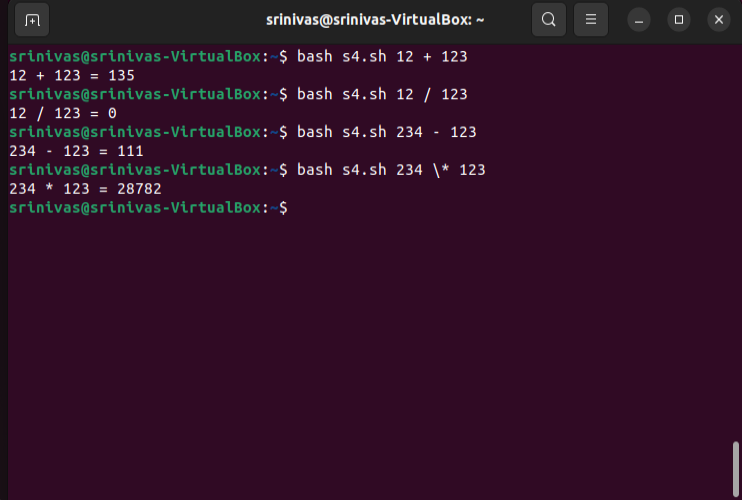 srinivas@srinivas-VirtualBox: ~
srinivas@srinivas-VirtualBox:~$ bash s4.sh 12 + 123
12 + 123 = 135
srinivas@srinivas-VirtualBox:~$ bash s4.sh 12 / 123
12 / 123 = 0
srinivas@srinivas-VirtualBox:~$ bash s4.sh 234 - 123
234 - 123 = 111
srinivas@srinivas-VirtualBox:~$ bash s4.sh 234 \* 123
234 * 123 = 28782
srinivas@srinivas-VirtualBox:~$